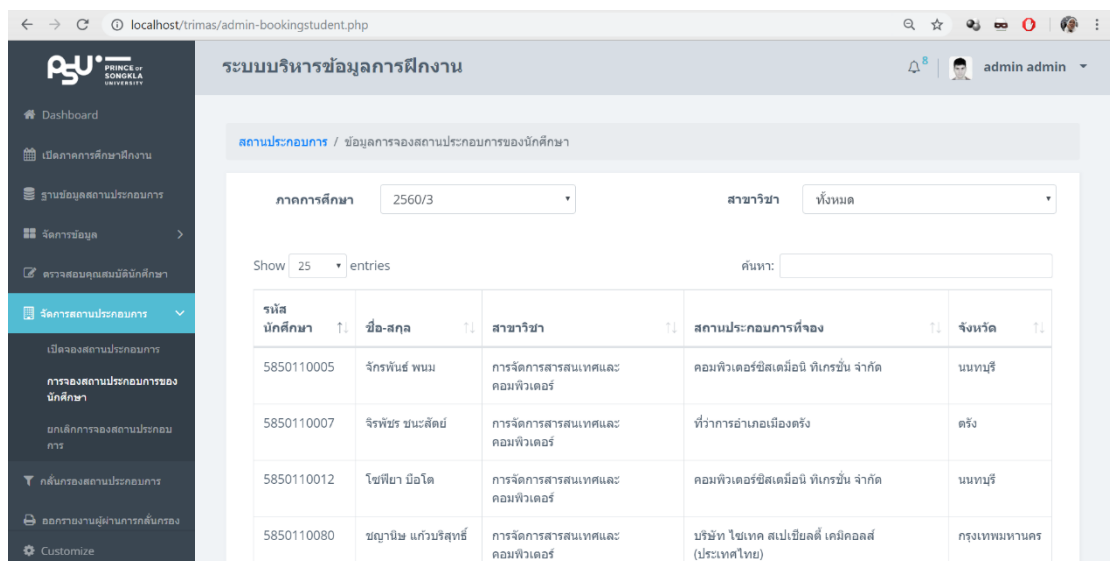 localhost/trimas/admin-bookingstudent.php
PSU PRINCE OF
SONGKLA
UNIVERSITY
ระบบบริหารข้อมูลการฝึกงาน
8
admin admin
Dashboard
เปิดภาคการศึกษาฝึกงาน
ฐานข้อมูลสถานประกอบการ
จัดการข้อมูล
ตรวจสอบคุณสมบัตินักศึกษา
จัดการสถานประกอบการ
เปิดจองสถานประกอบการ
การจองสถานประกอบการของ
นักศึกษา
ยกเลิกการจองสถานประกอบ
การ
กลั่นกรองสถานประกอบการ
ออกรายงานผู้ผ่านการกลั่นกรอง
Customize
สถานประกอบการ / ข้อมูลการจองสถานประกอบการของนักศึกษา
ภาคการศึกษา 2560/3 สาขาวิชา ทั้งหมด
Show 25 entries ค้นหา:
รหัส
นักศึกษา ชื่อ-สกุล สาขาวิชา สถานประกอบการที่จอง จังหวัด
5850110005 จักรพันธ์ พนม การจัดการสารสนเทศและ คอมพิวเตอร์ซิสเตม็อนิ ทิเกรชั่น จำกัด นนทบุรี
คอมพิวเตอร์
5850110007 จิรพัชร ชนะสัตย์ การจัดการสารสนเทศและ ที่ว่าการอำเภอเมืองตรัง ตรัง
คอมพิวเตอร์
5850110012 โซฟียา บือโต การจัดการสารสนเทศและ คอมพิวเตอร์ซิสเตม็อนิ ทิเกรชั่น จำกัด นนทบุรี
คอมพิวเตอร์
5850110080 ชญานิษ แก้วบริสุทธิ์ การจัดการสารสนเทศและ บริษัท ไซเทค สเปเชียลตี้ เคมิคอลส์ กรุงเทพมหานคร
คอมพิวเตอร์ (ประเทศไทย)